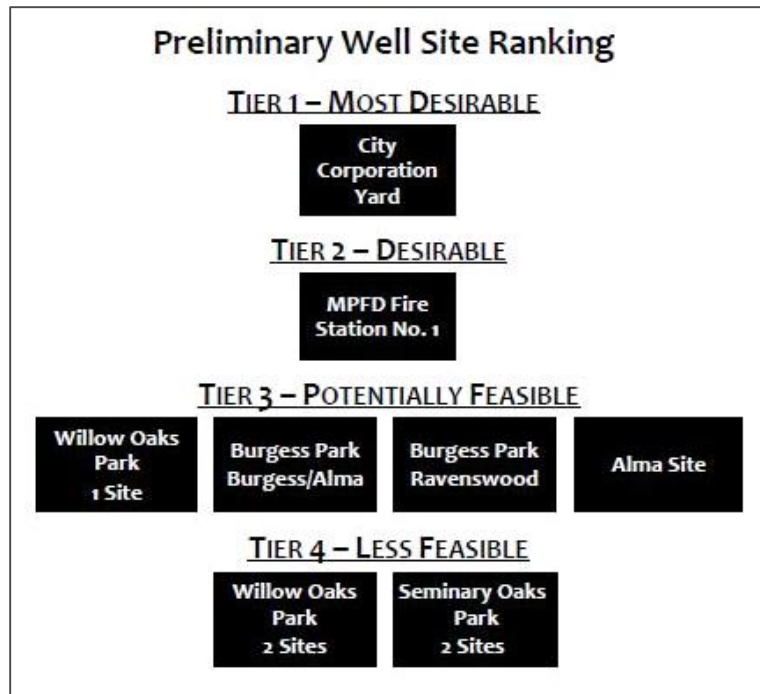 Preliminary Well Site Ranking
TIER 1 – MOST DESIRABLE
City
Corporation
Yard
TIER 2 – DESIRABLE
MPFD Fire
Station No. 1
TIER 3 – POTENTIALLY FEASIBLE
Willow Oaks
Park
1 Site
Burgess Park
Burgess/Alma
Burgess Park
Ravenswood
Alma Site
TIER 4 – LESS FEASIBLE
Willow Oaks
Park
2 Sites
Seminary Oaks
Park
2 Sites